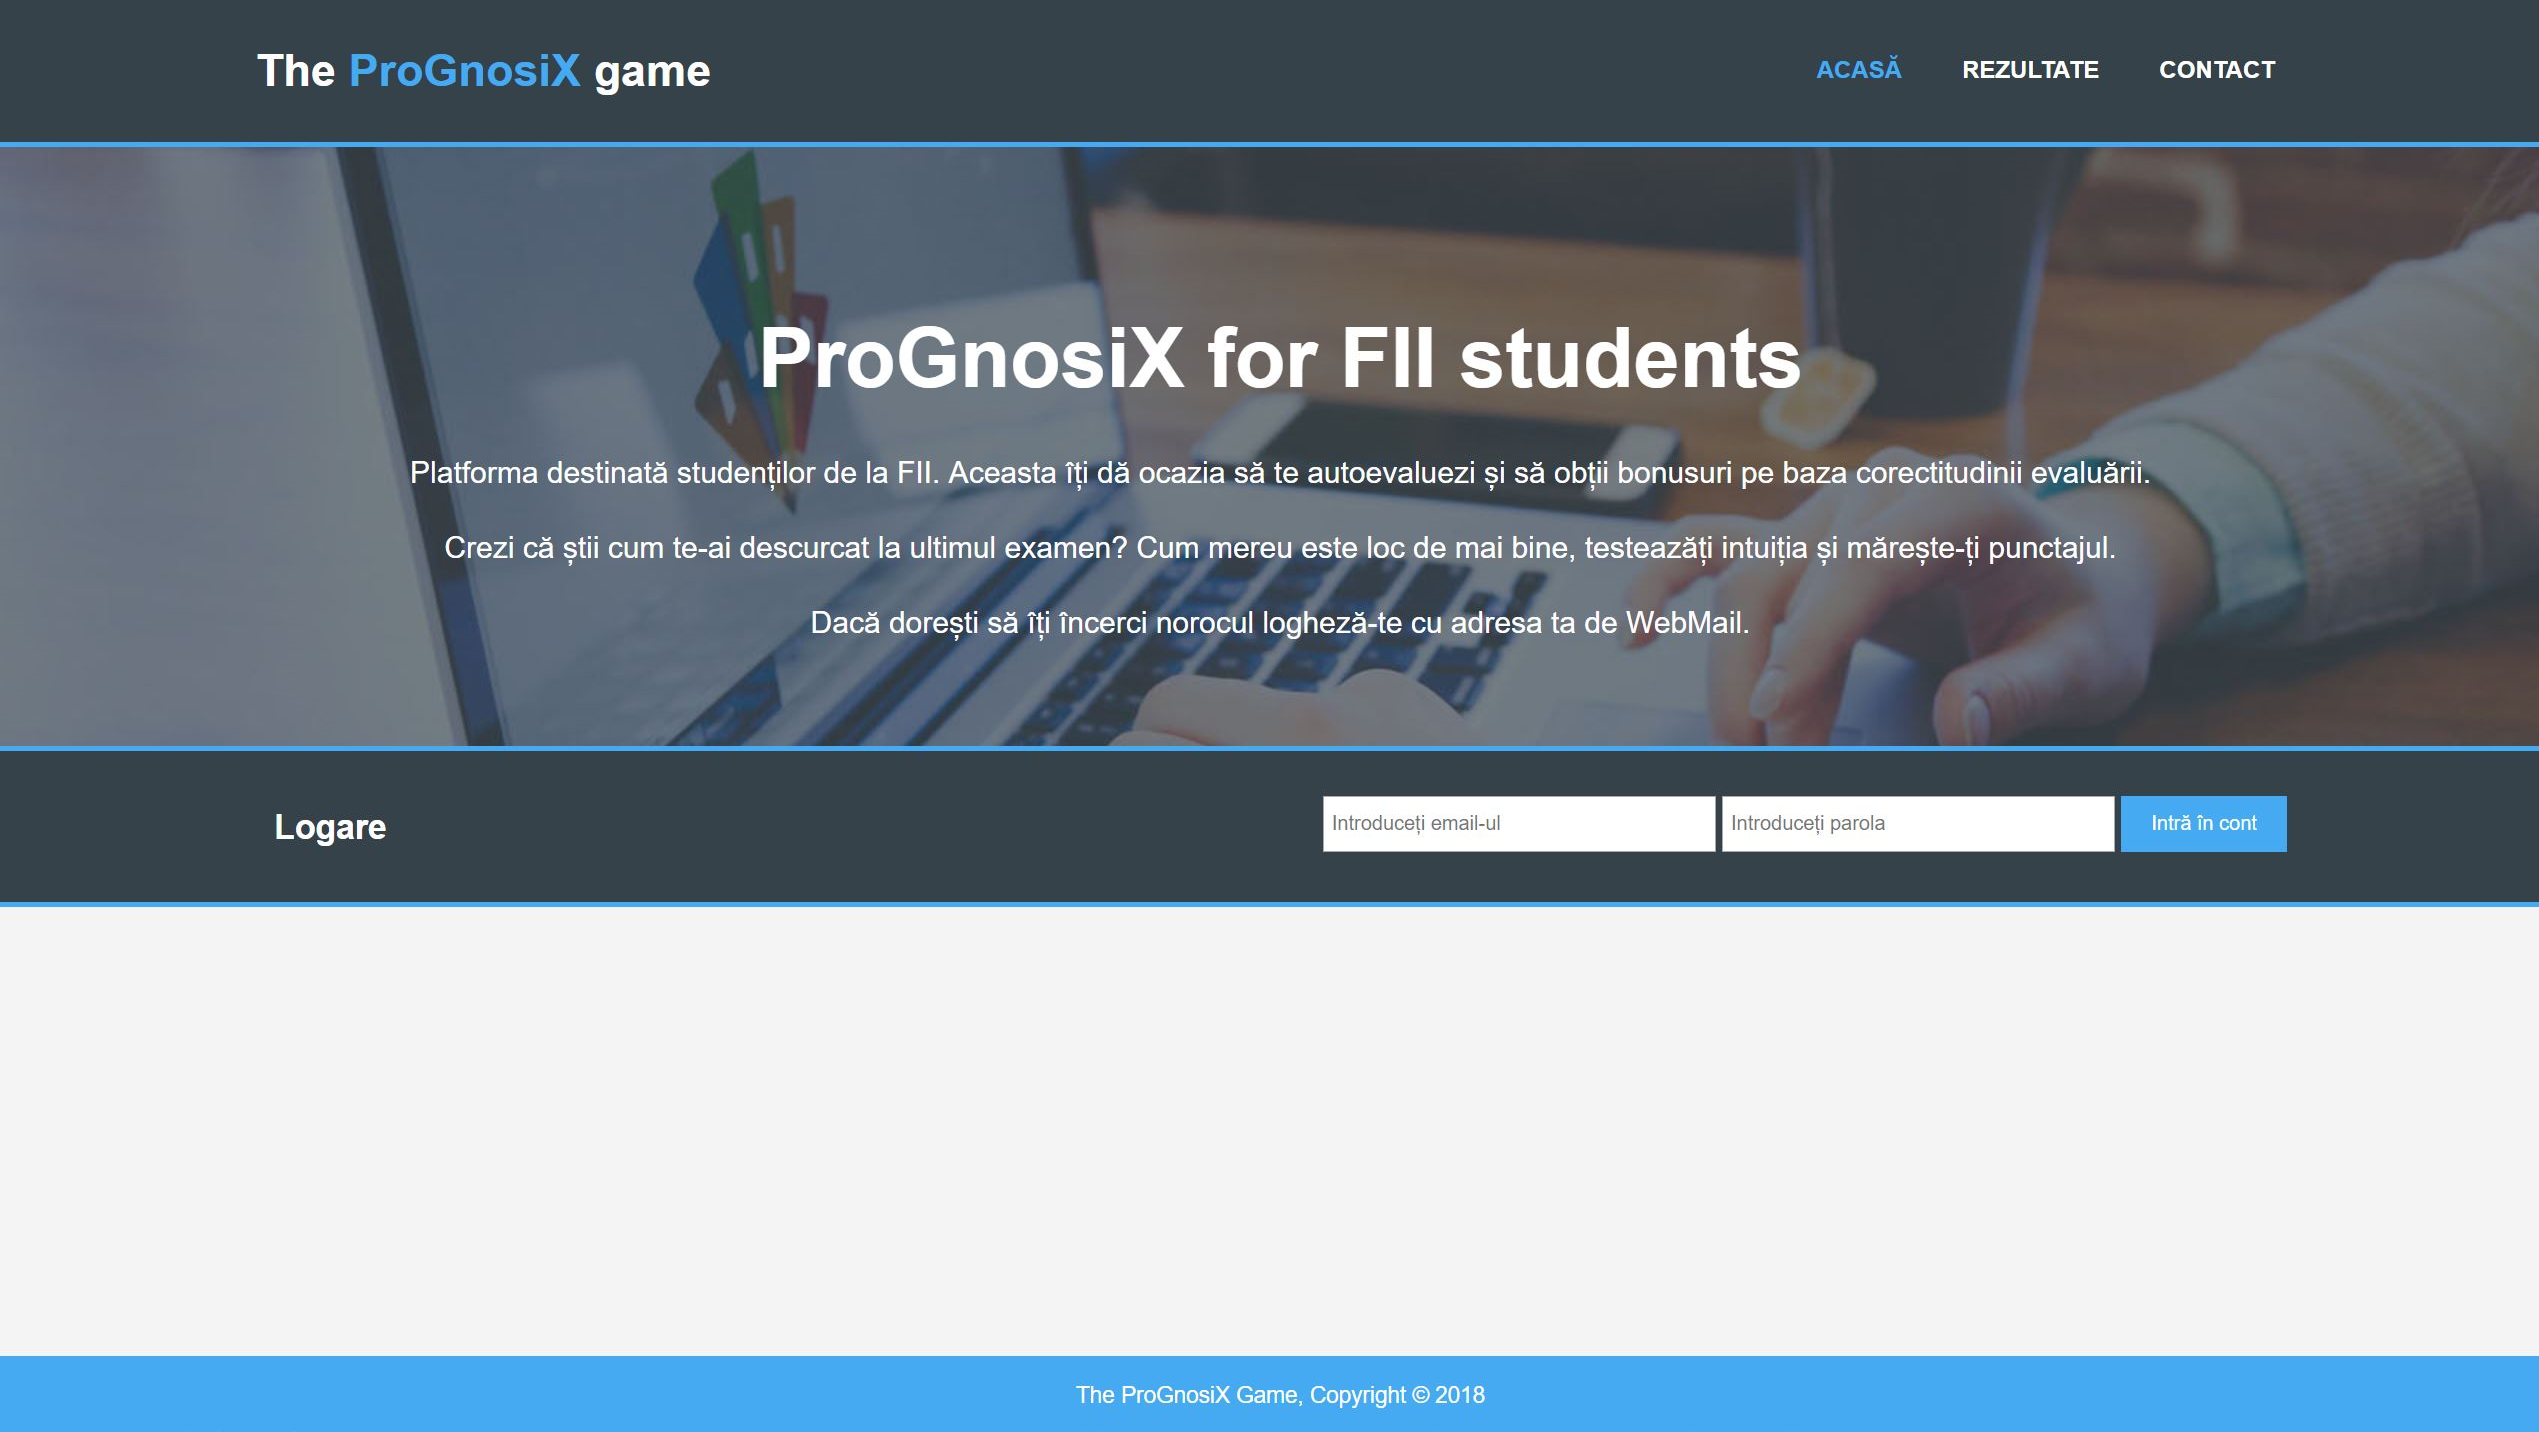 The ProGnosiX game
ACASĂ REZULTATE CONTACT
ProGnosiX for FII students
Platforma destinată studenților de la FII. Aceasta îți dă ocazia să te autoevaluezi și să obții bonusuri pe baza corectitudinii evaluării.
Crezi că știi cum te-ai descurcat la ultimul examen? Cum mereu este loc de mai bine, testeazăți intuiția și mărește-ți punctajul.
Dacă dorești să îți încerci norocul logheză-te cu adresa ta de WebMail.
Logare
Introduceți email-ul
Introduceți parola
Intră în cont
The ProGnosiX Game, Copyright © 2018